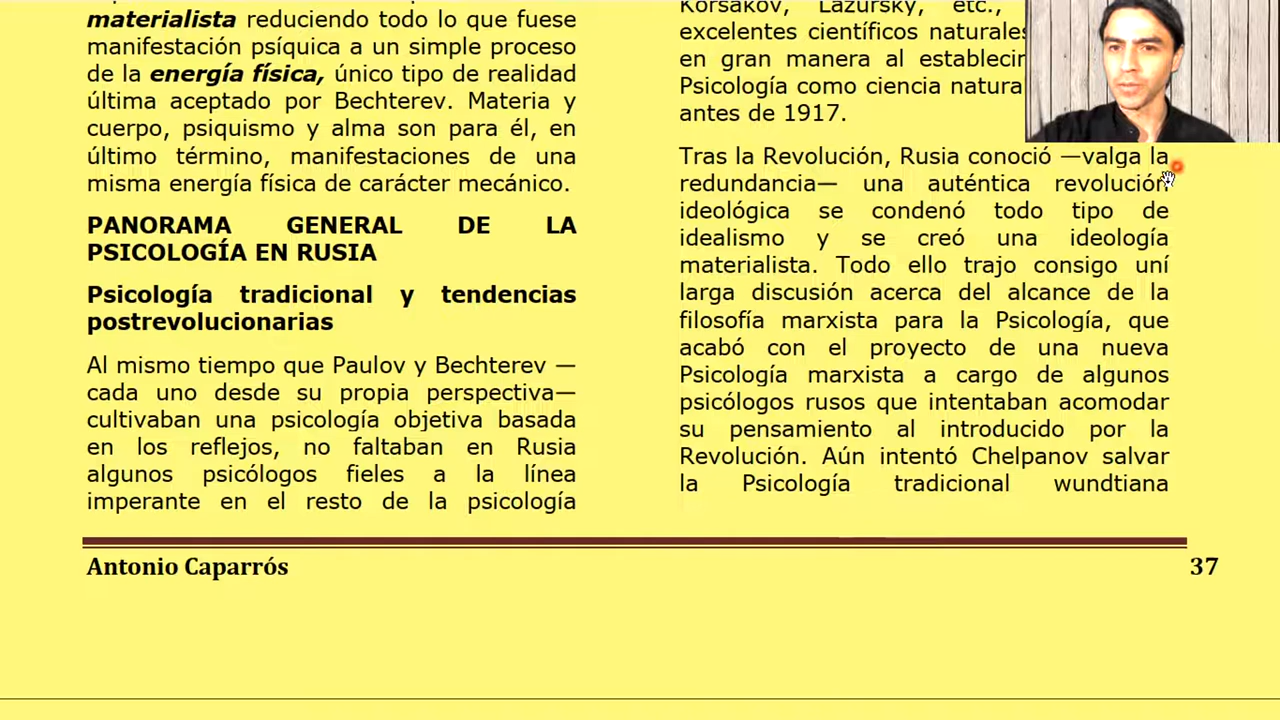 materialista reduciendo todo lo que fuese
manifestación psíquica a un simple proceso
de la energía física, único tipo de realidad
última aceptado por Bechterev. Materia y
cuerpo, psiquismo y alma son para él, en
último término, manifestaciones de una
misma energía física de carácter mecánico.
PANORAMA GENERAL DE LA
PSICOLOGÍA EN RUSIA
Psicología tradicional y tendencias
postrevolucionarias
Al mismo tiempo que Paulov y Bechterev —
cada uno desde su propia perspectiva—
cultivaban una psicología objetiva basada
en los reflejos, no faltaban en Rusia
algunos psicólogos fieles a la línea
imperante en el resto de la psicología
Korsakov, Lazursky, etc.,
excelentes científicos naturales
en gran manera al
Psicología como ciencia
antes de 1917.
Tras la Revolución, Rusia conoció —valga la
redundancia— una auténtica revolución
ideológica se condenó todo tipo de
idealismo y se creó una ideología
materialista. Todo ello trajo consigo uní
larga discusión acerca del alcance de la
filosofía marxista para la Psicología, que
acabó con el proyecto de una nueva
Psicología marxista a cargo de algunos
psicólogos rusos que intentaban acomodar
su pensamiento al introducido por la
Revolución. Aún intentó Chelpanov salvar
la Psicología tradicional wundtiana
Antonio Caparrós
37